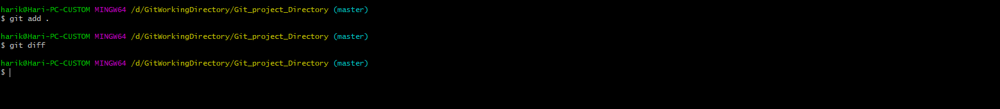 harik@Hari-PC-CUSTOM MINGW64 /d/GitWorkingDirectory/Git_project_Directory (master)
$ git add .
harik@Hari-PC-CUSTOM MINGW64 /d/GitWorkingDirectory/Git_project_Directory (master)
$ git diff
harik@Hari-PC-CUSTOM MINGW64 /d/GitWorkingDirectory/Git_project_Directory (master)
$